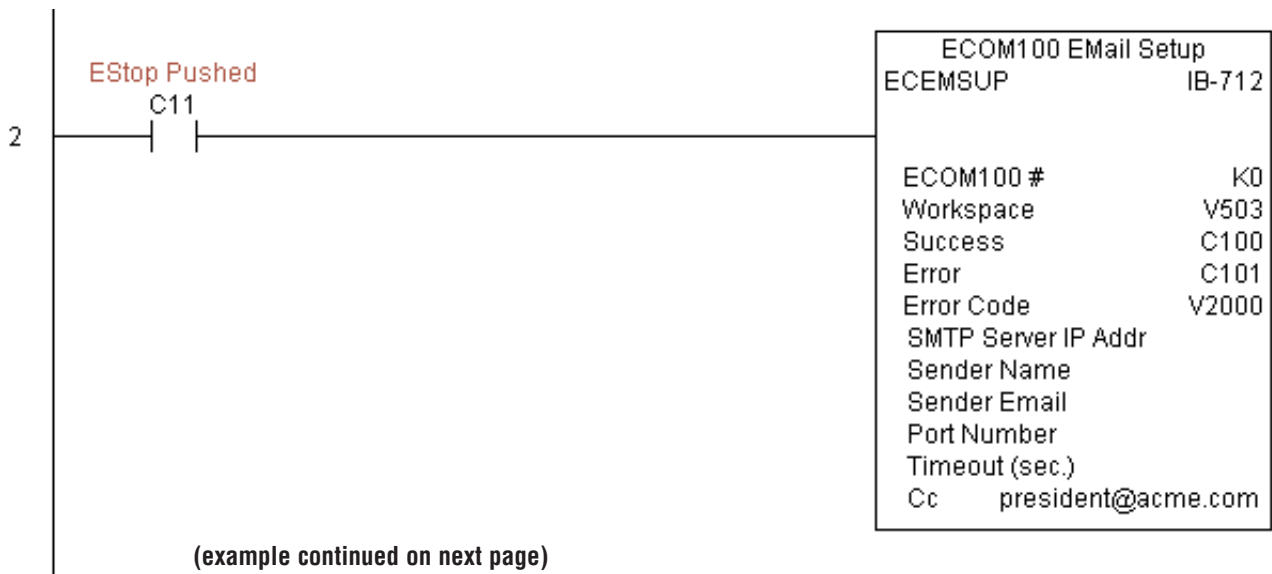 ECOM100 EMail Setup
ECEMSUP IB-712
EStop Pushed
C11
2
ECOM100 # K0
Workspace V503
Success C100
Error C101
Error Code V2000
SMTP Server IP Addr
Sender Name
Sender Email
Port Number
Timeout (sec.)
Cc president@acme.com
(example continued on next page)